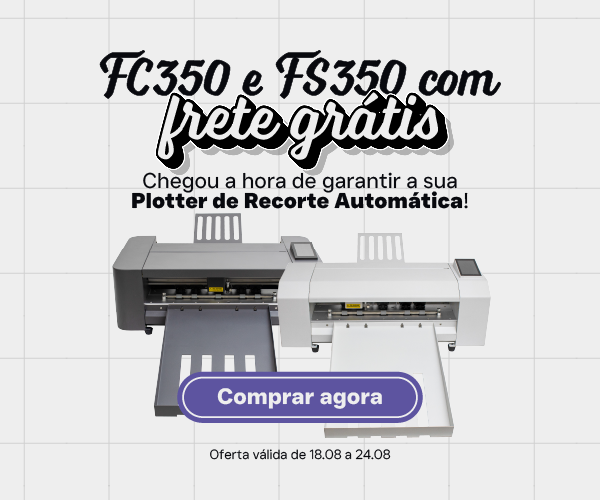 FC350 e FS350 com
frete grátis
Chegou a hora de garantir a sua
Plotter de Recorte Automática!
Comprar agora
Oferta válida de 18.08 a 24.08